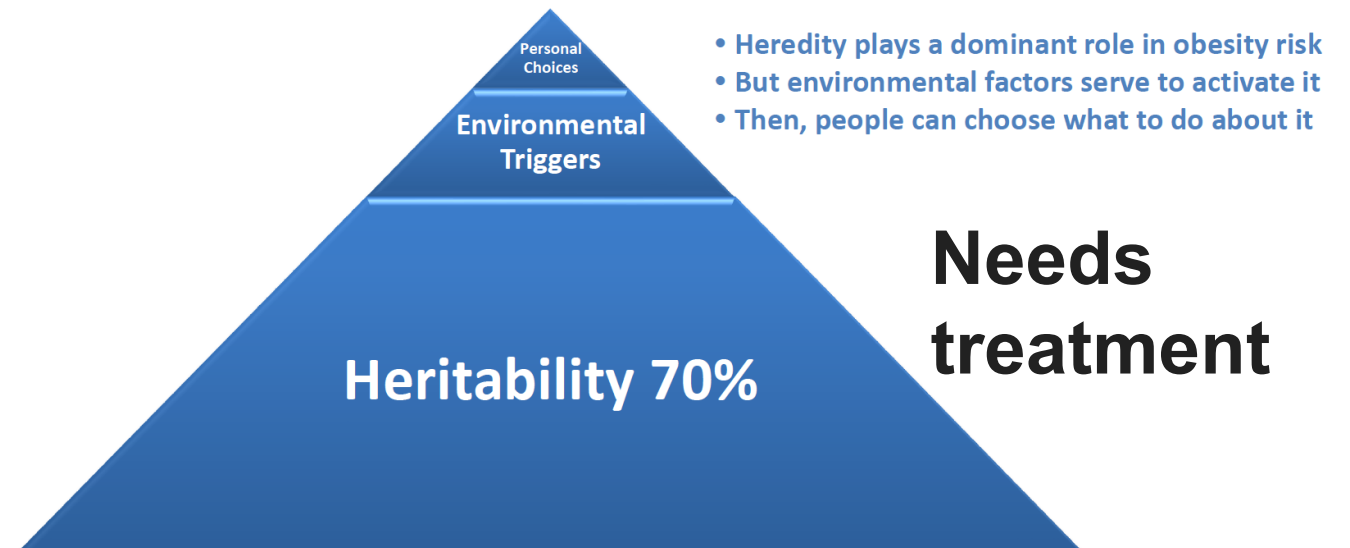 Personal
Choices
Environmental
Triggers
Heritability 70%
• Heredity plays a dominant role in obesity risk
• But environmental factors serve to activate it
• Then, people can choose what to do about it
Needs
treatment